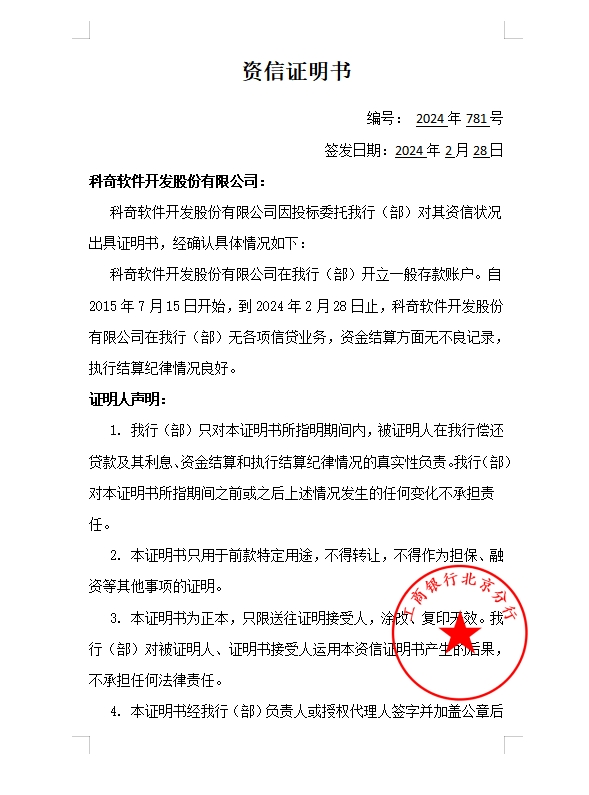 资信证明书
编号： 2024 年 781 号
签发日期：2024 年 2 月 28 日
科奇软件开发股份有限公司：
科奇软件开发股份有限公司因投标委托我行（部）对其资信状况
出具证明书，经确认具体情况如下：
科奇软件开发股份有限公司在我行（部）开立一般存款账户。自
2015 年 7 月 15 日开始，到 2024 年 2 月 28 日止，科奇软件开发股份
有限公司在我行（部）无各项信贷业务，资金结算方面无不良记录，
执行结算纪律情况良好。
证明人声明：
1. 我行（部）只对本证明书所指明期间内，被证明人在我行偿还
贷款及其利息、资金结算和执行结算纪律情况的真实性负责。我行（部）
对本证明书所指期间之前或之后上述情况发生的任何变化不承担责
任。
2. 本证明书只用于前款特定用途，不得转让，不得作为担保、融
资等其他事项的证明。
3. 本证明书为正本，只限送往证明接受人，涂改、复印无效。我
行（部）对被证明人、证明书接受人运用本资信证明书产生的后果，
不承担任何法律责任。
4. 本证明书经我行（部）负责人或授权代理人签字并加盖公章后
工商银行北京分行